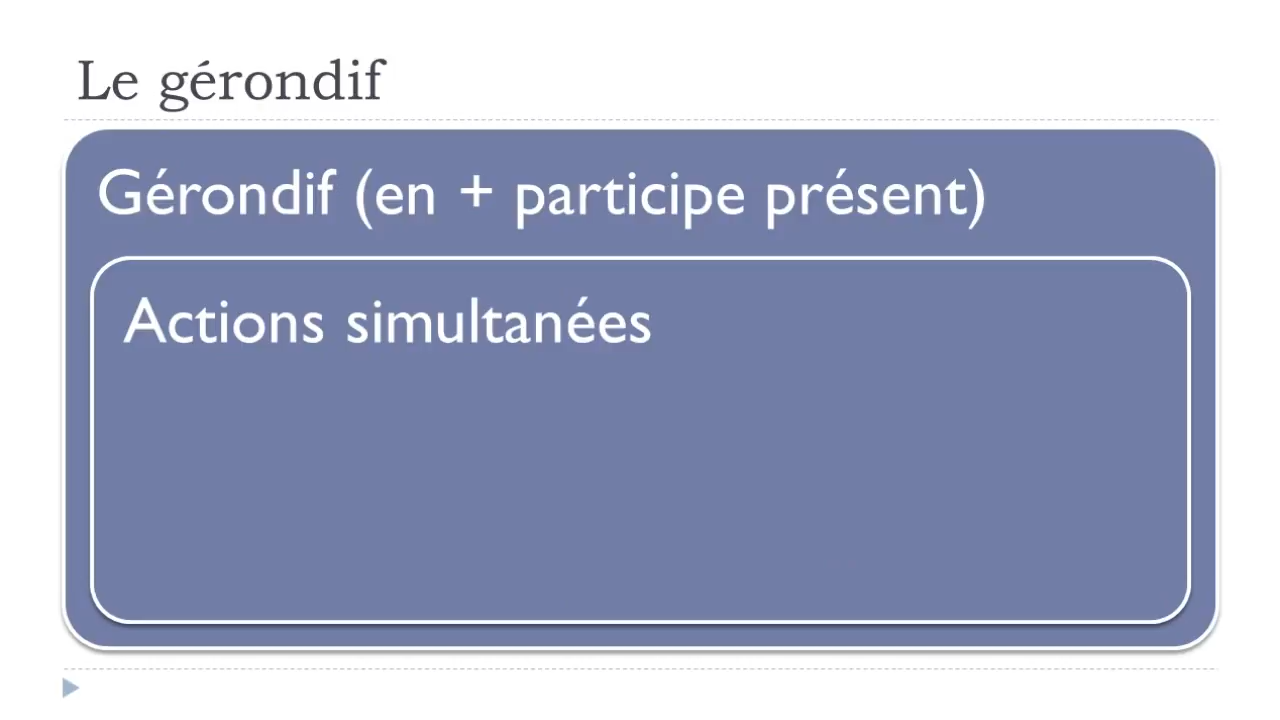 Le gérondif
Gérondif (en + participe présent)
Actions simultanées